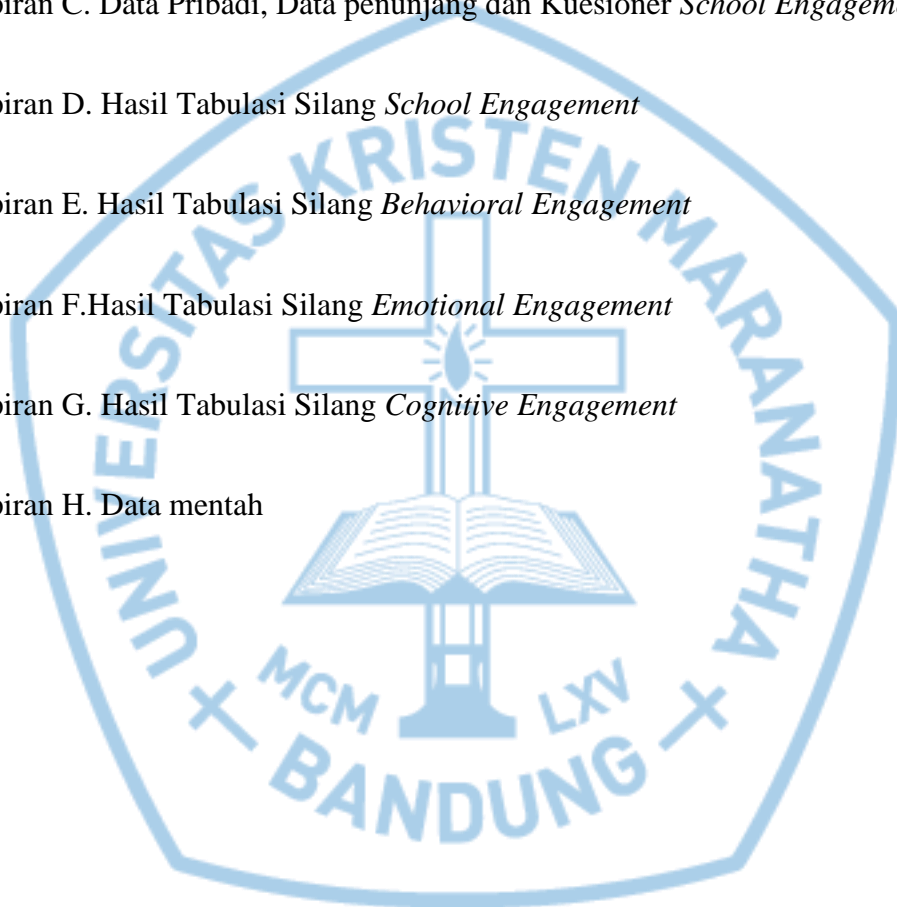 piran C. Data Pribadi, Data penunjang dan Kuesioner School Engageme
piran D. Hasil Tabulasi Silang School Engagement
piran E. Hasil Tabulasi Silang Behavioral Engagement
piran F.Hasil Tabulasi Silang Emotional Engagement
piran G. Hasil Tabulasi Silang Cognitive Engagement
piran H. Data mentah
UNIVERSITAS KRISTEN MARANATHA
MCM LXV
BANDUNG